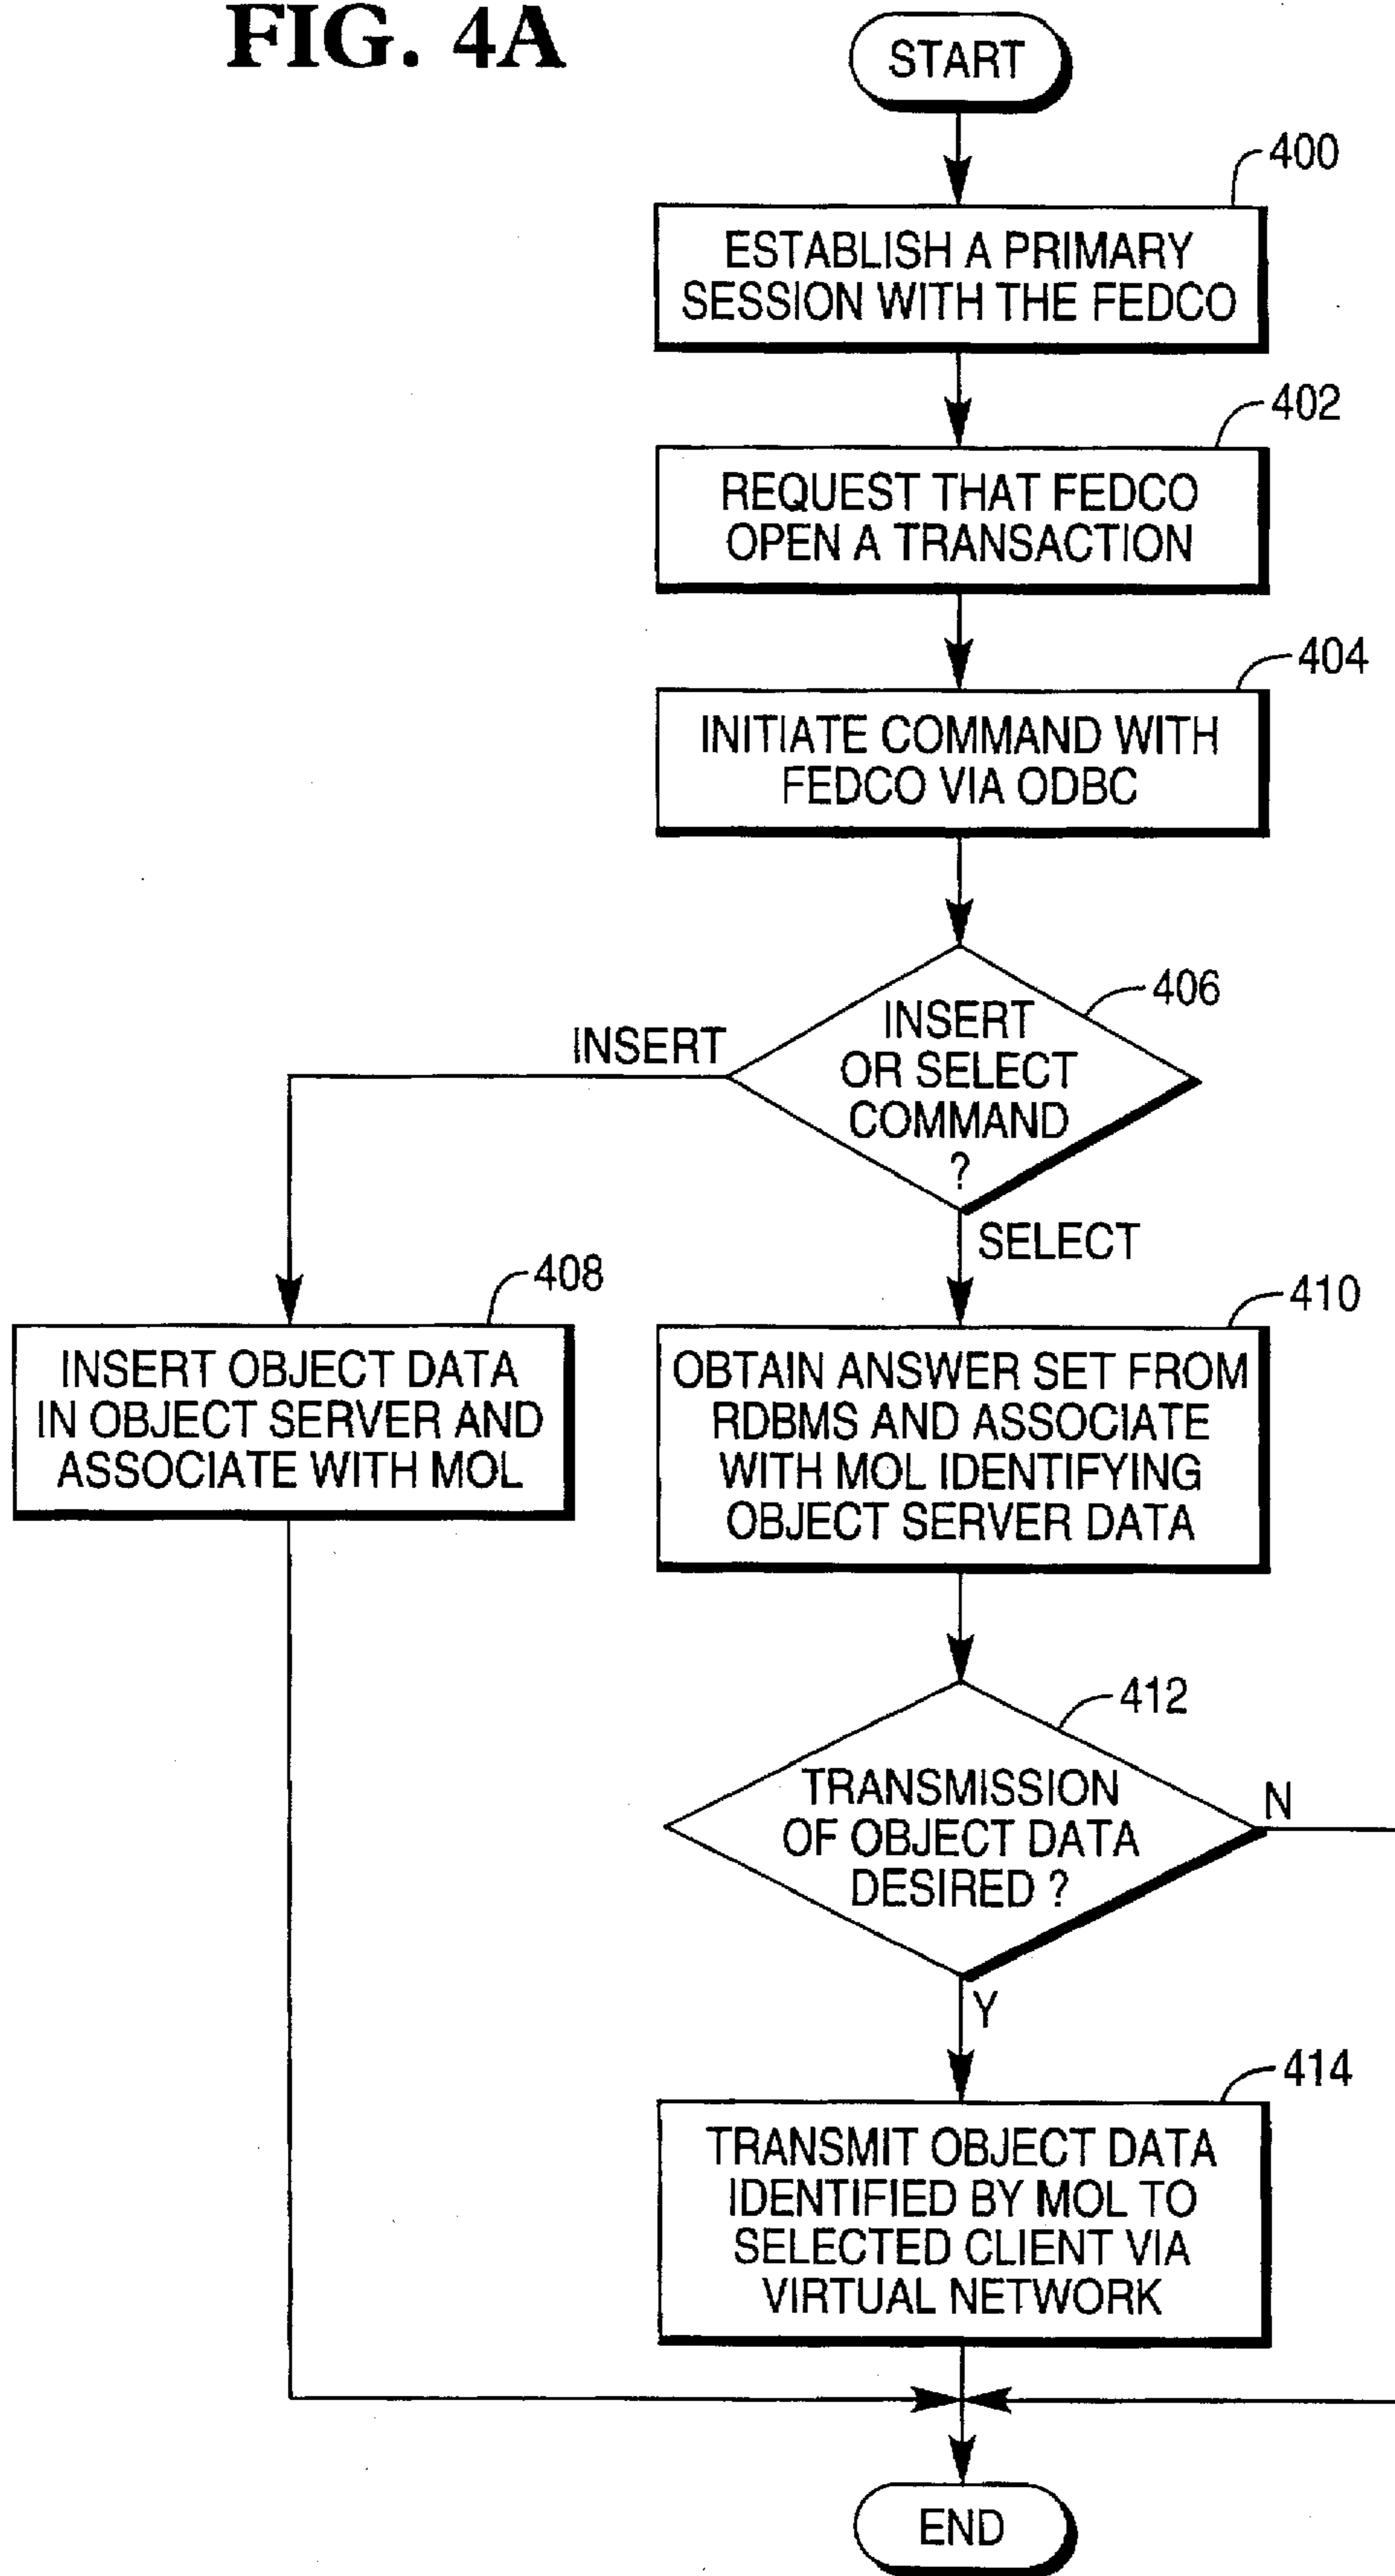 FIG. 4A
START
400
ESTABLISH A PRIMARY
SESSION WITH THE FEDCO
402
REQUEST THAT FEDCO
OPEN A TRANSACTION
404
INITIATE COMMAND WITH
FEDCO VIA ODBC
406
INSERT
OR SELECT
COMMAND
?
INSERT
SELECT
408
INSERT OBJECT DATA
IN OBJECT SERVER AND
ASSOCIATE WITH MOL
410
OBTAIN ANSWER SET FROM
RDBMS AND ASSOCIATE
WITH MOL IDENTIFYING
OBJECT SERVER DATA
412
TRANSMISSION
OF OBJECT DATA
DESIRED ?
N
Y
414
TRANSMIT OBJECT DATA
IDENTIFIED BY MOL TO
SELECTED CLIENT VIA
VIRTUAL NETWORK
END